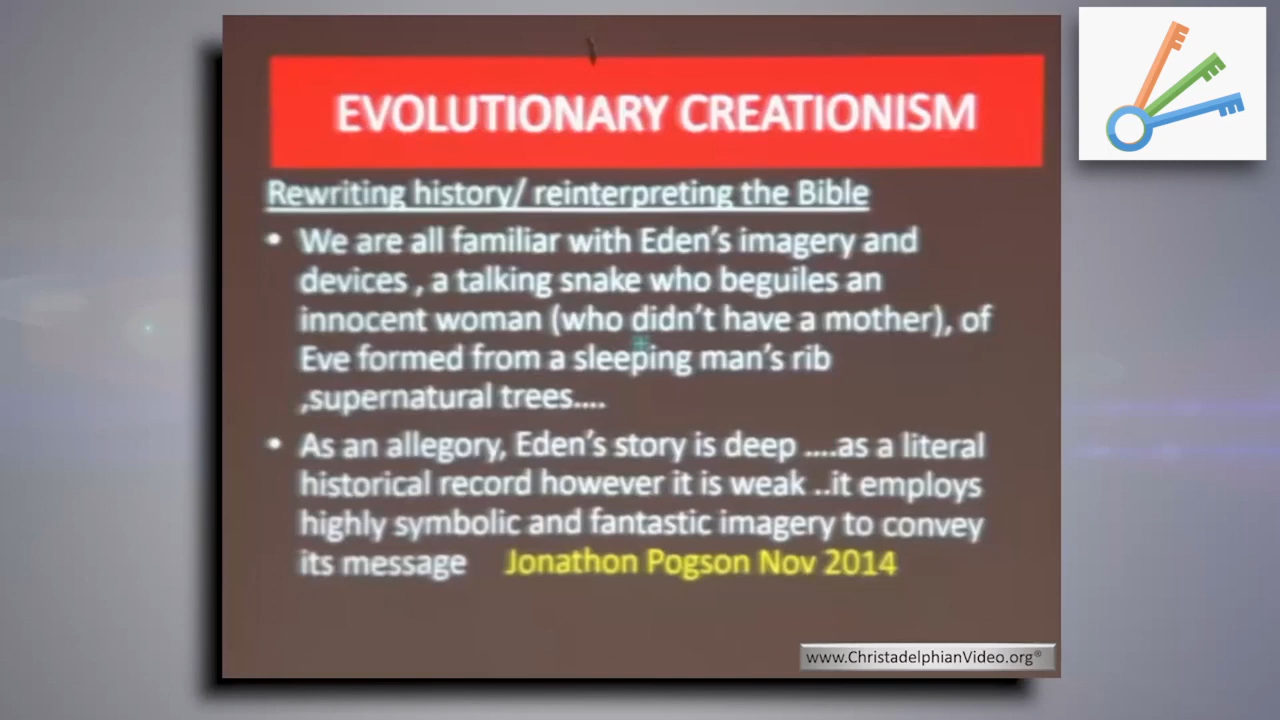 EVOLUTIONARY CREATIONISM
Rewriting history/ reinterpreting the Bible
• We are all familiar with Eden's imagery and
devices , a talking snake who beguiles an
innocent woman (who didn't have a mother), of
Eve formed from a sleeping man's rib
,supernatural trees....
• As an allegory, Eden's story is deep ....as a literal
historical record however it is weak ..it employs
highly symbolic and fantastic imagery to convey
its message Jonathon Pogson Nov 2014
www.ChristadelphianVideo.org®